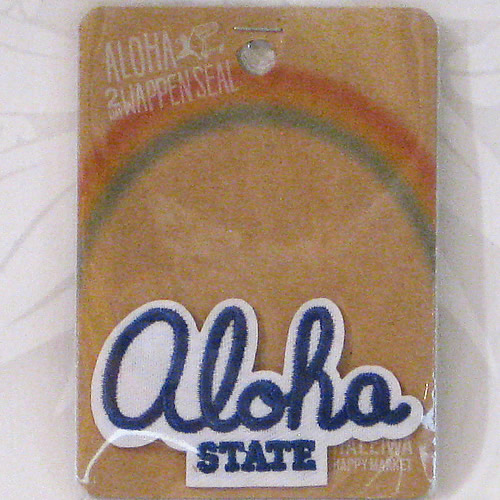 ALOHA
WAPPEN SEAL
Aloha
STATE
HALEIWA
HAPPY MARKET